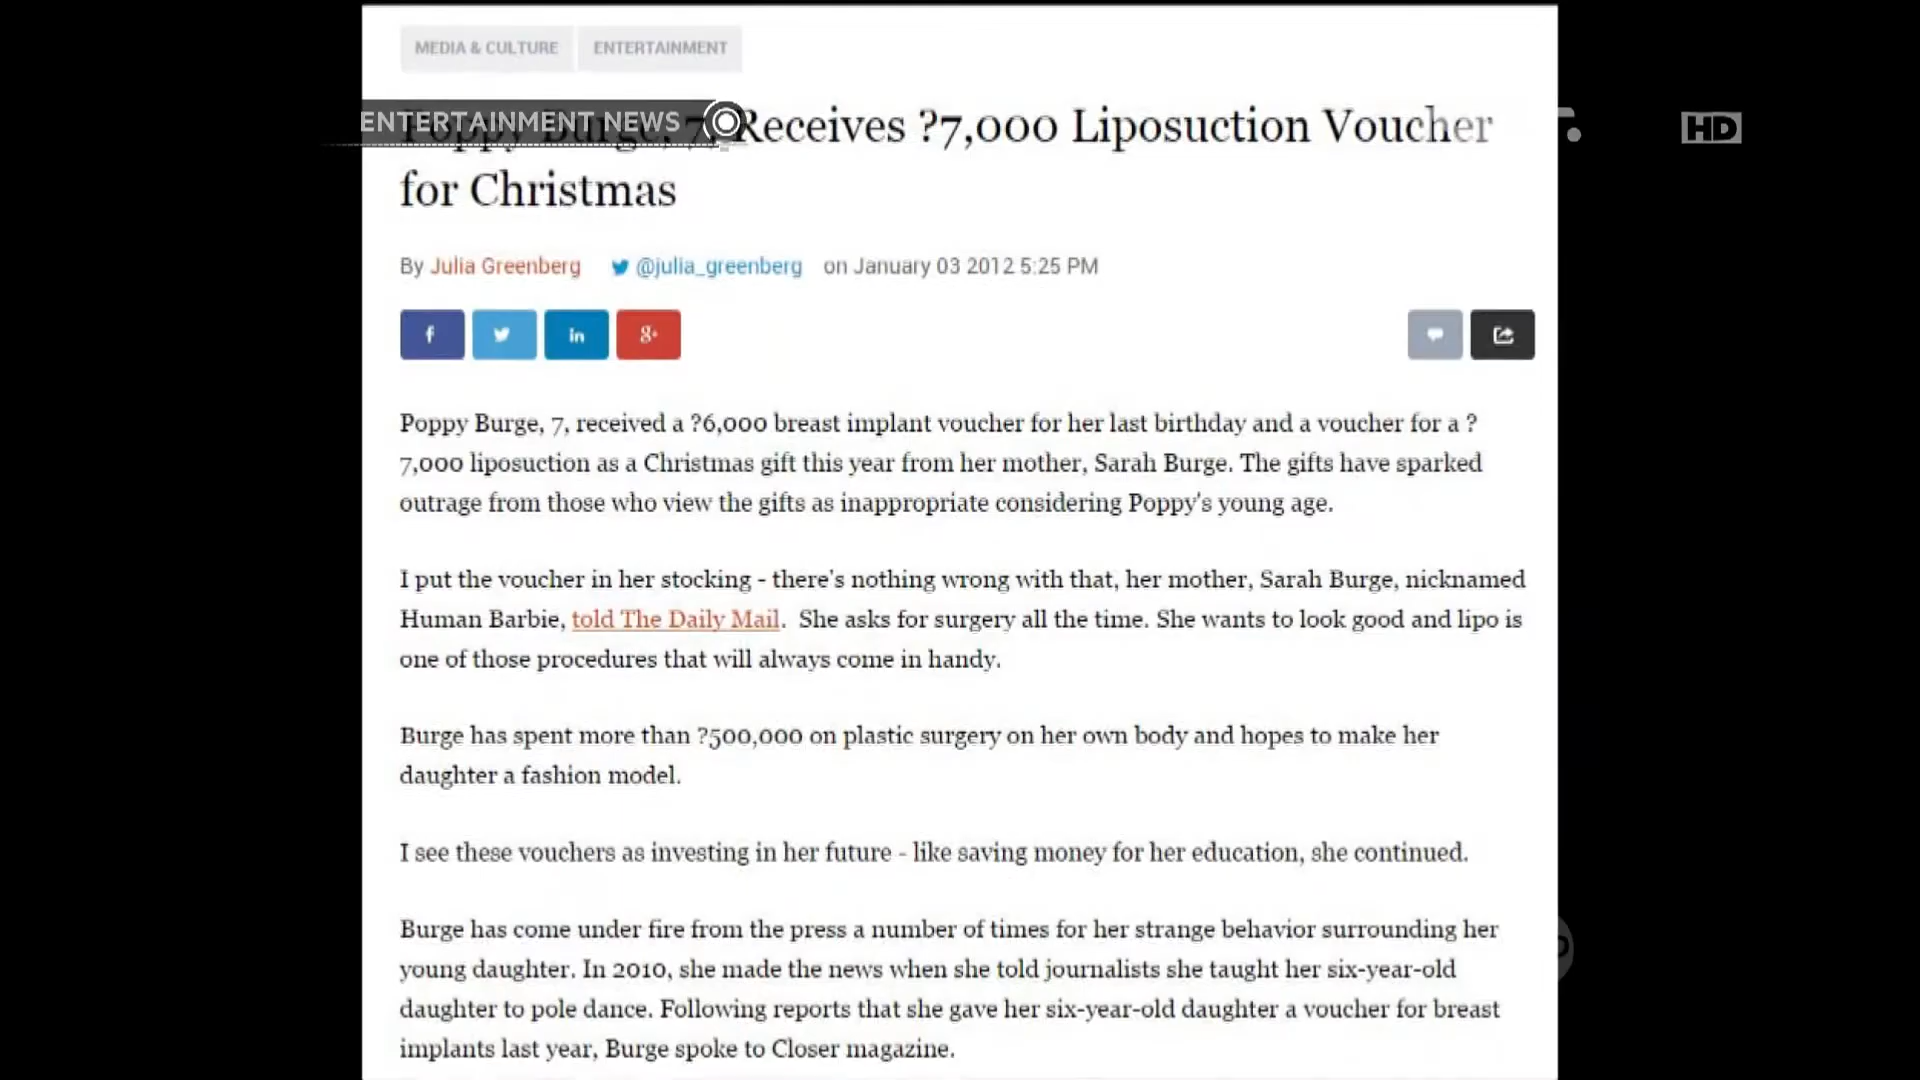 MEDIA & CULTURE
ENTERTAINMENT
ENTERTAINMENT NEWS
HD
Poppy Burge, 7, Receives ?7,000 Liposuction Voucher
for Christmas
By Julia Greenberg @julia_greenberg on January 03 2012 5:25 PM
f
in
g+
Poppy Burge, 7, received a ?6,000 breast implant voucher for her last birthday and a voucher for a ?
7,000 liposuction as a Christmas gift this year from her mother, Sarah Burge. The gifts have sparked
outrage from those who view the gifts as inappropriate considering Poppy's young age.
I put the voucher in her stocking - there's nothing wrong with that, her mother, Sarah Burge, nicknamed
Human Barbie, told The Daily Mail. She asks for surgery all the time. She wants to look good and lipo is
one of those procedures that will always come in handy.
Burge has spent more than ?500,000 on plastic surgery on her own body and hopes to make her
daughter a fashion model.
I see these vouchers as investing in her future - like saving money for her education, she continued.
Burge has come under fire from the press a number of times for her strange behavior surrounding her
young daughter. In 2010, she made the news when she told journalists she taught her six-year-old
daughter to pole dance. Following reports that she gave her six-year-old daughter a voucher for breast
implants last year, Burge spoke to Closer magazine.